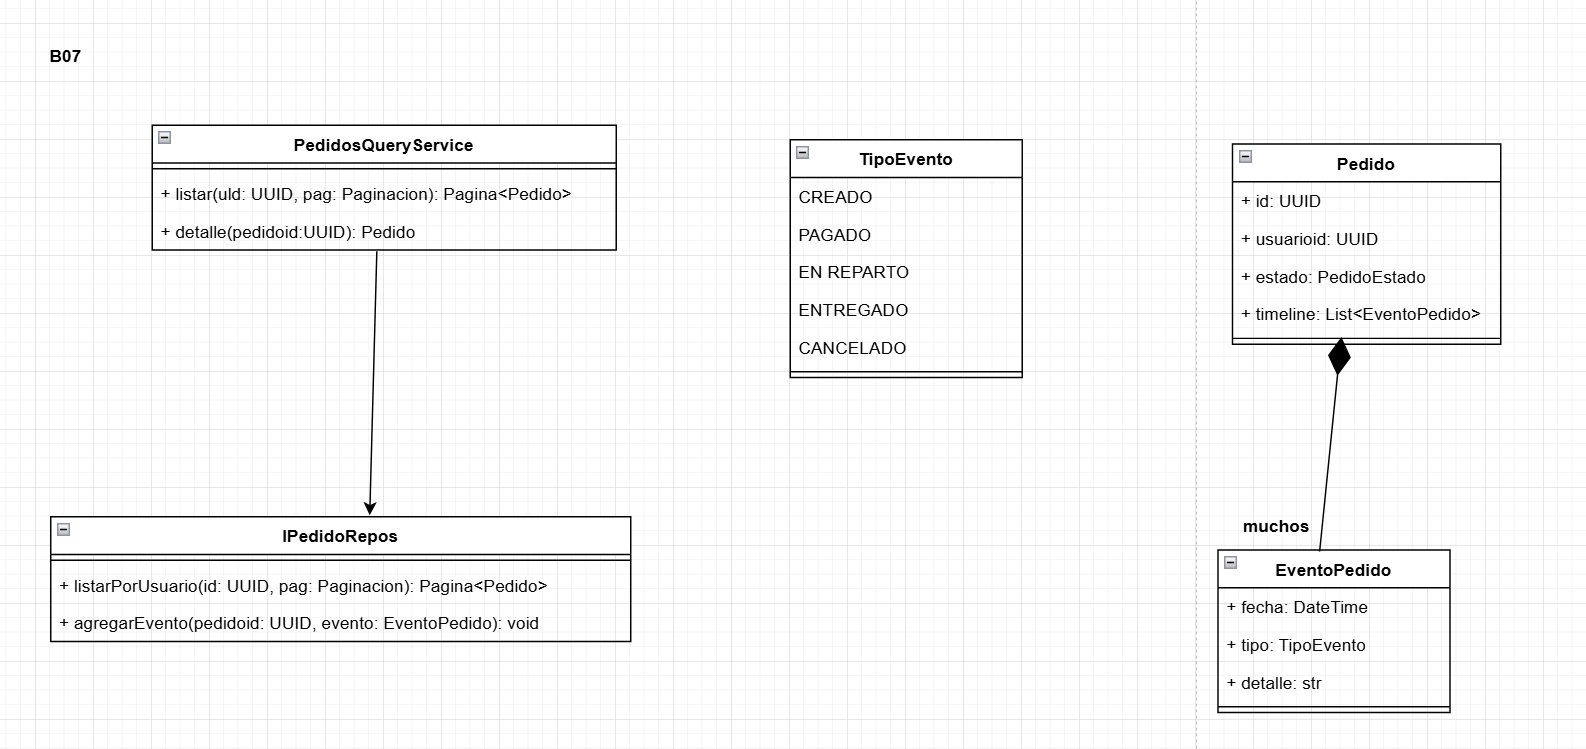 B07
PedidosQueryService
+ listar(uId: UUID, pag: Paginacion): Pagina<Pedido>
+ detalle(pedidoid:UUID): Pedido
IPedidoRepos
+ listarPorUsuario(id: UUID, pag: Paginacion): Pagina<Pedido>
+ agregarEvento(pedidoid: UUID, evento: EventoPedido): void
TipoEvento
CREADO
PAGADO
EN REPARTO
ENTREGADO
CANCELADO
Pedido
+ id: UUID
+ usuarioid: UUID
+ estado: PedidoEstado
+ timeline: List<EventoPedido>
muchos
EventoPedido
+ fecha: DateTime
+ tipo: TipoEvento
+ detalle: str